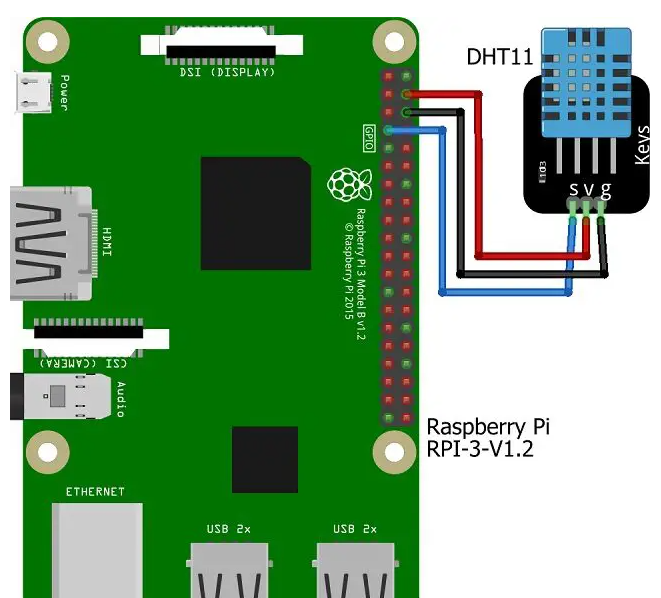 DSI (DISPLAY)
DHT11
Power
GPIO
Keys
s v g
HDMI
Raspberry Pi 3 Model B v1.2
© Raspberry Pi 2015
CSI (CAMERA)
Audio
Raspberry Pi
RPI-3-V1.2
ETHERNET
USB 2x
USB 2x